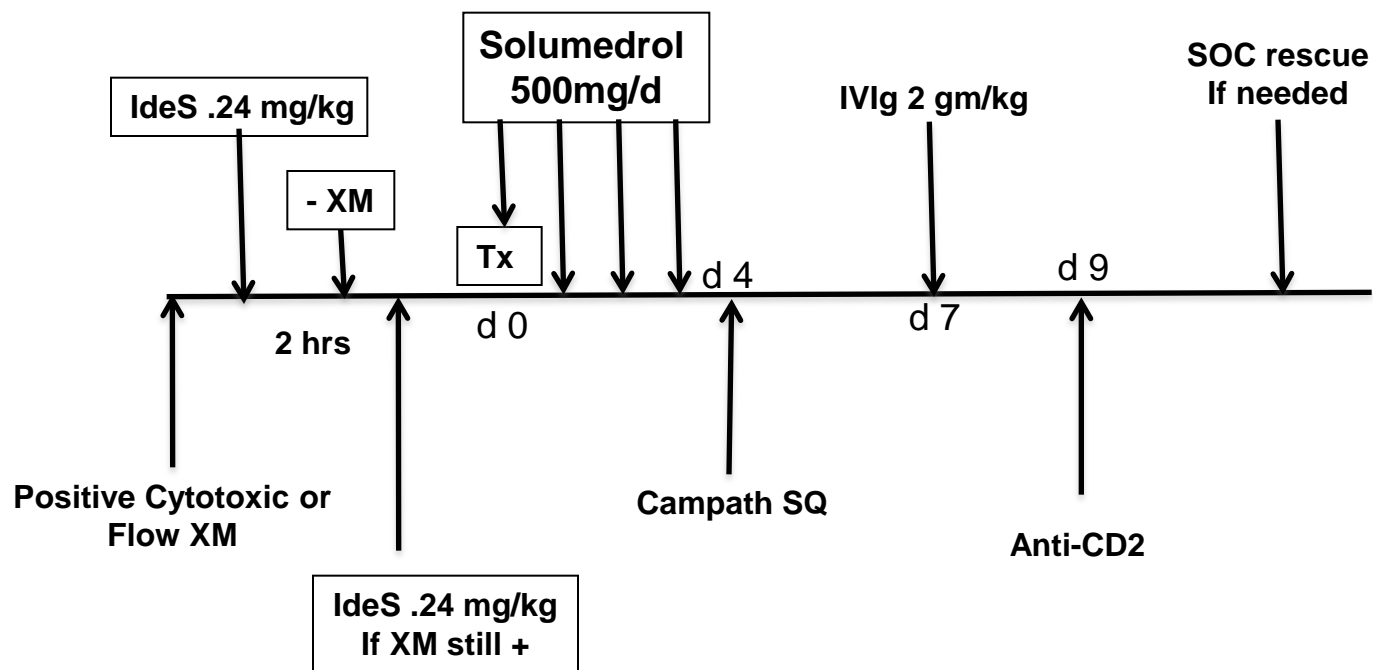 Solumedrol
500mg/d
SOC rescue
If needed
IdeS .24 mg/kg
IVIg 2 gm/kg
- XM
Tx
d 4
d 9
d 0
d 7
2 hrs
Positive Cytotoxic or
Flow XM
Campath SQ
Anti-CD2
IdeS .24 mg/kg
If XM still +